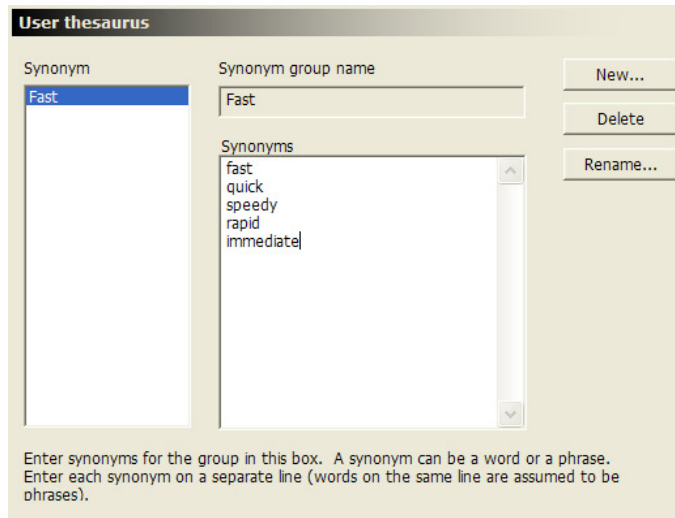 User thesaurus
Synonym
Fast
Synonym group name
Fast
Synonyms
fast
quick
speedy
rapid
immediate
New...
Delete
Rename...
Enter synonyms for the group in this box. A synonym can be a word or a phrase.
Enter each synonym on a separate line (words on the same line are assumed to be
phrases).